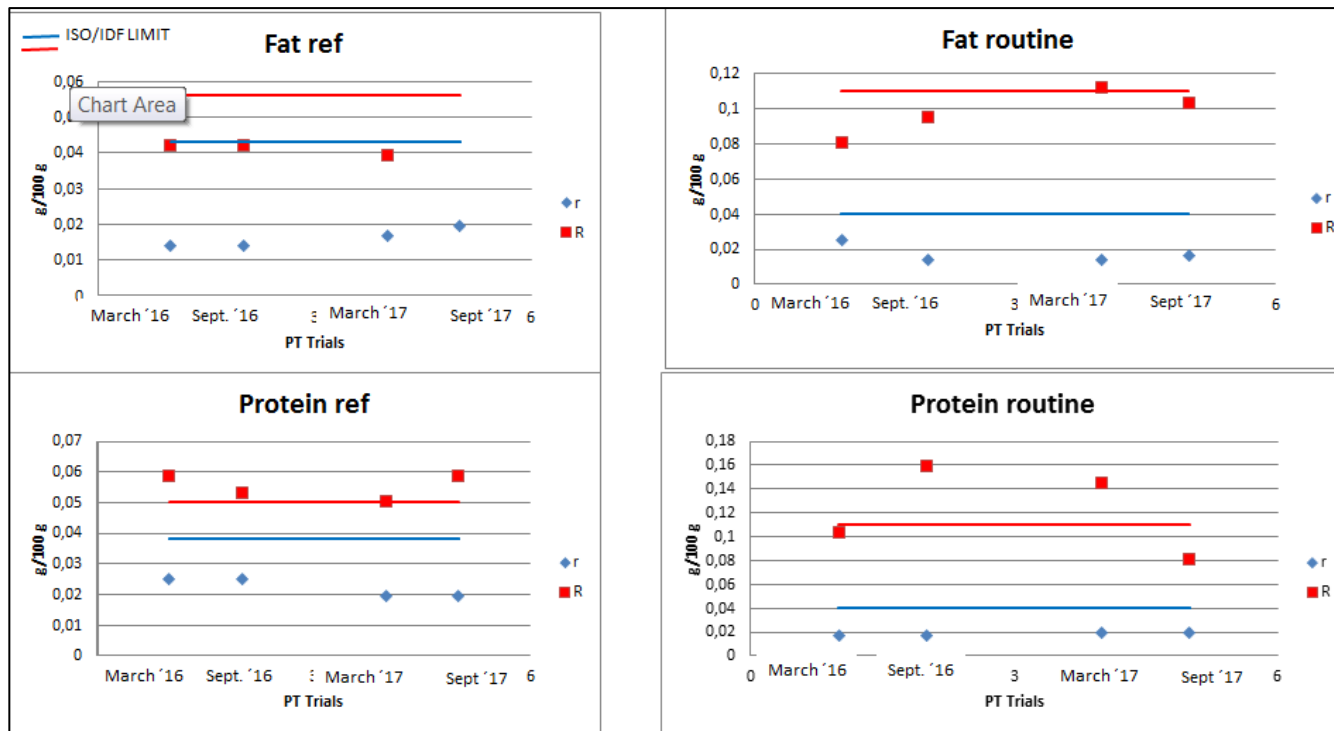 ISO/IDF LIMIT
Fat ref
0,06
Chart Area
0,04
0,03
0,02
0,01
0
g/100 g
March ´16
Sept. ´16
March ´17
Sept ´17
6
PT Trials
r
R
Fat routine
0,12
0,1
0,08
0,06
0,04
0,02
0
g/100 g
0
March ´16
Sept. ´16
3
March ´17
Sept ´17
6
PT Trials
r
R
Protein ref
0,07
0,06
0,05
0,04
0,03
0,02
0,01
0
g/100 g
March ´16
Sept. ´16
3
March ´17
Sept ´17
6
PT Trials
r
R
Protein routine
0,18
0,16
0,14
0,12
0,1
0,08
0,06
0,04
0,02
0
g/100 g
0
March ´16
Sept. ´16
3
March ´17
Sept ´17
6
PT Trials
r
R